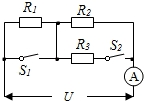 R₁ R₂
S₁ R₃ S₂
A
U